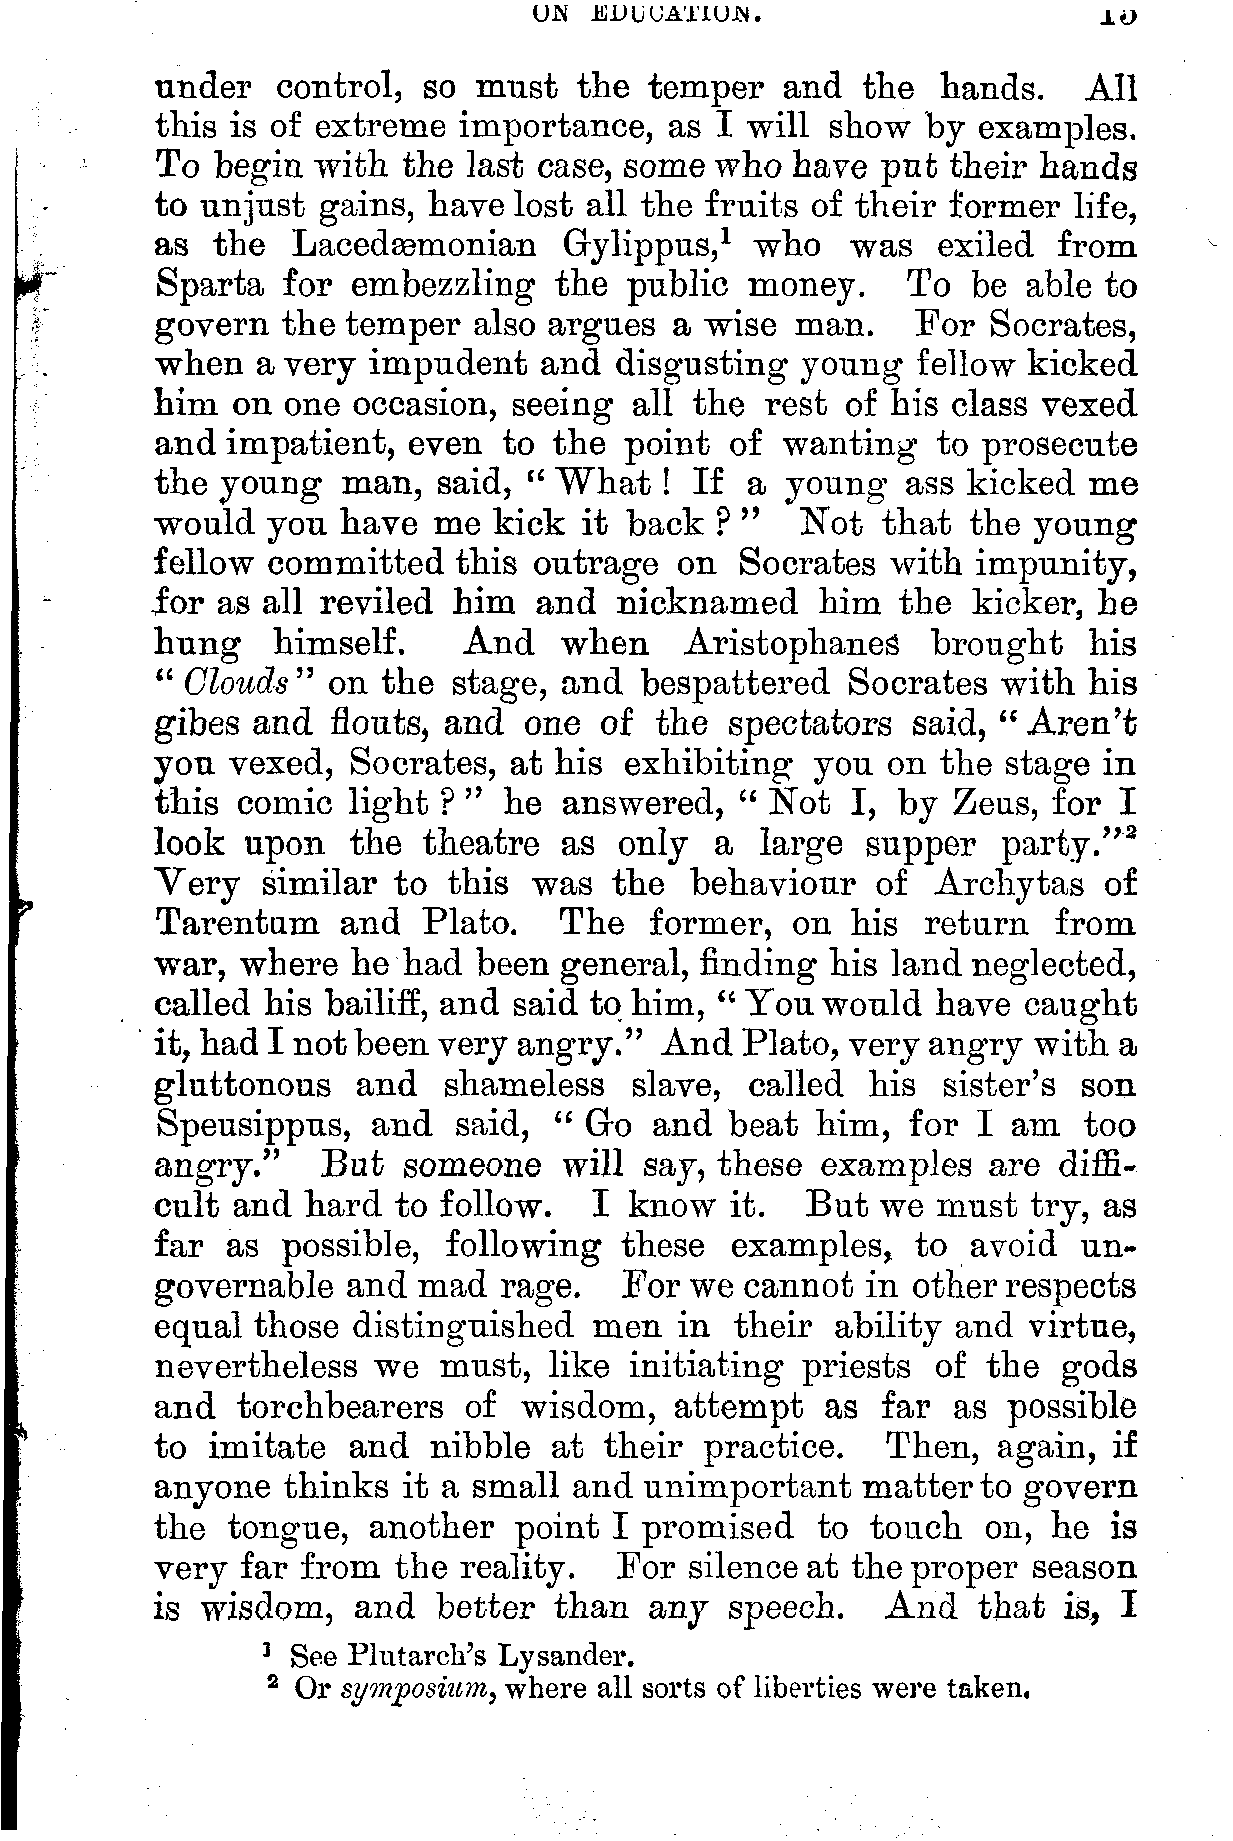 ON EDUCATION.
under control, so must the temper and the hands. All
this is of extreme importance, as I will show by examples.
To begin with the last case, some who have put their hands
to unjust gains, have lost all the fruits of their former life,
as the Lacedæmonian Gylippus,¹ who was exiled from
Sparta for embezzling the public money. To be able to
govern the temper also argues a wise man. For Socrates,
when a very impudent and disgusting young fellow kicked
him on one occasion, seeing all the rest of his class vexed
and impatient, even to the point of wanting to prosecute
the young man, said, “ What ! If a young ass kicked me
would you have me kick it back ? ” Not that the young
fellow committed this outrage on Socrates with impunity,
for as all reviled him and nicknamed him the kicker, he
hung himself. And when Aristophanes brought his
“ Clouds ” on the stage, and bespattered Socrates with his
gibes and flouts, and one of the spectators said, “ Aren’t
you vexed, Socrates, at his exhibiting you on the stage in
this comic light ? ” he answered, “ Not I, by Zeus, for I
look upon the theatre as only a large supper party.”²
Very similar to this was the behaviour of Archytas of
Tarentum and Plato. The former, on his return from
war, where he had been general, finding his land neglected,
called his bailiff, and said to him, “ You would have caught
it, had I not been very angry.” And Plato, very angry with a
gluttonous and shameless slave, called his sister’s son
Speusippus, and said, “ Go and beat him, for I am too
angry.” But someone will say, these examples are diffi-
cult and hard to follow. I know it. But we must try, as
far as possible, following these examples, to avoid un-
governable and mad rage. For we cannot in other respects
equal those distinguished men in their ability and virtue,
nevertheless we must, like initiating priests of the gods
and torchbearers of wisdom, attempt as far as possible
to imitate and nibble at their practice. Then, again, if
anyone thinks it a small and unimportant matter to govern
the tongue, another point I promised to touch on, he is
very far from the reality. For silence at the proper season
is wisdom, and better than any speech. And that is, I
¹ See Plutarch’s Lysander.
² Or symposium, where all sorts of liberties were taken.